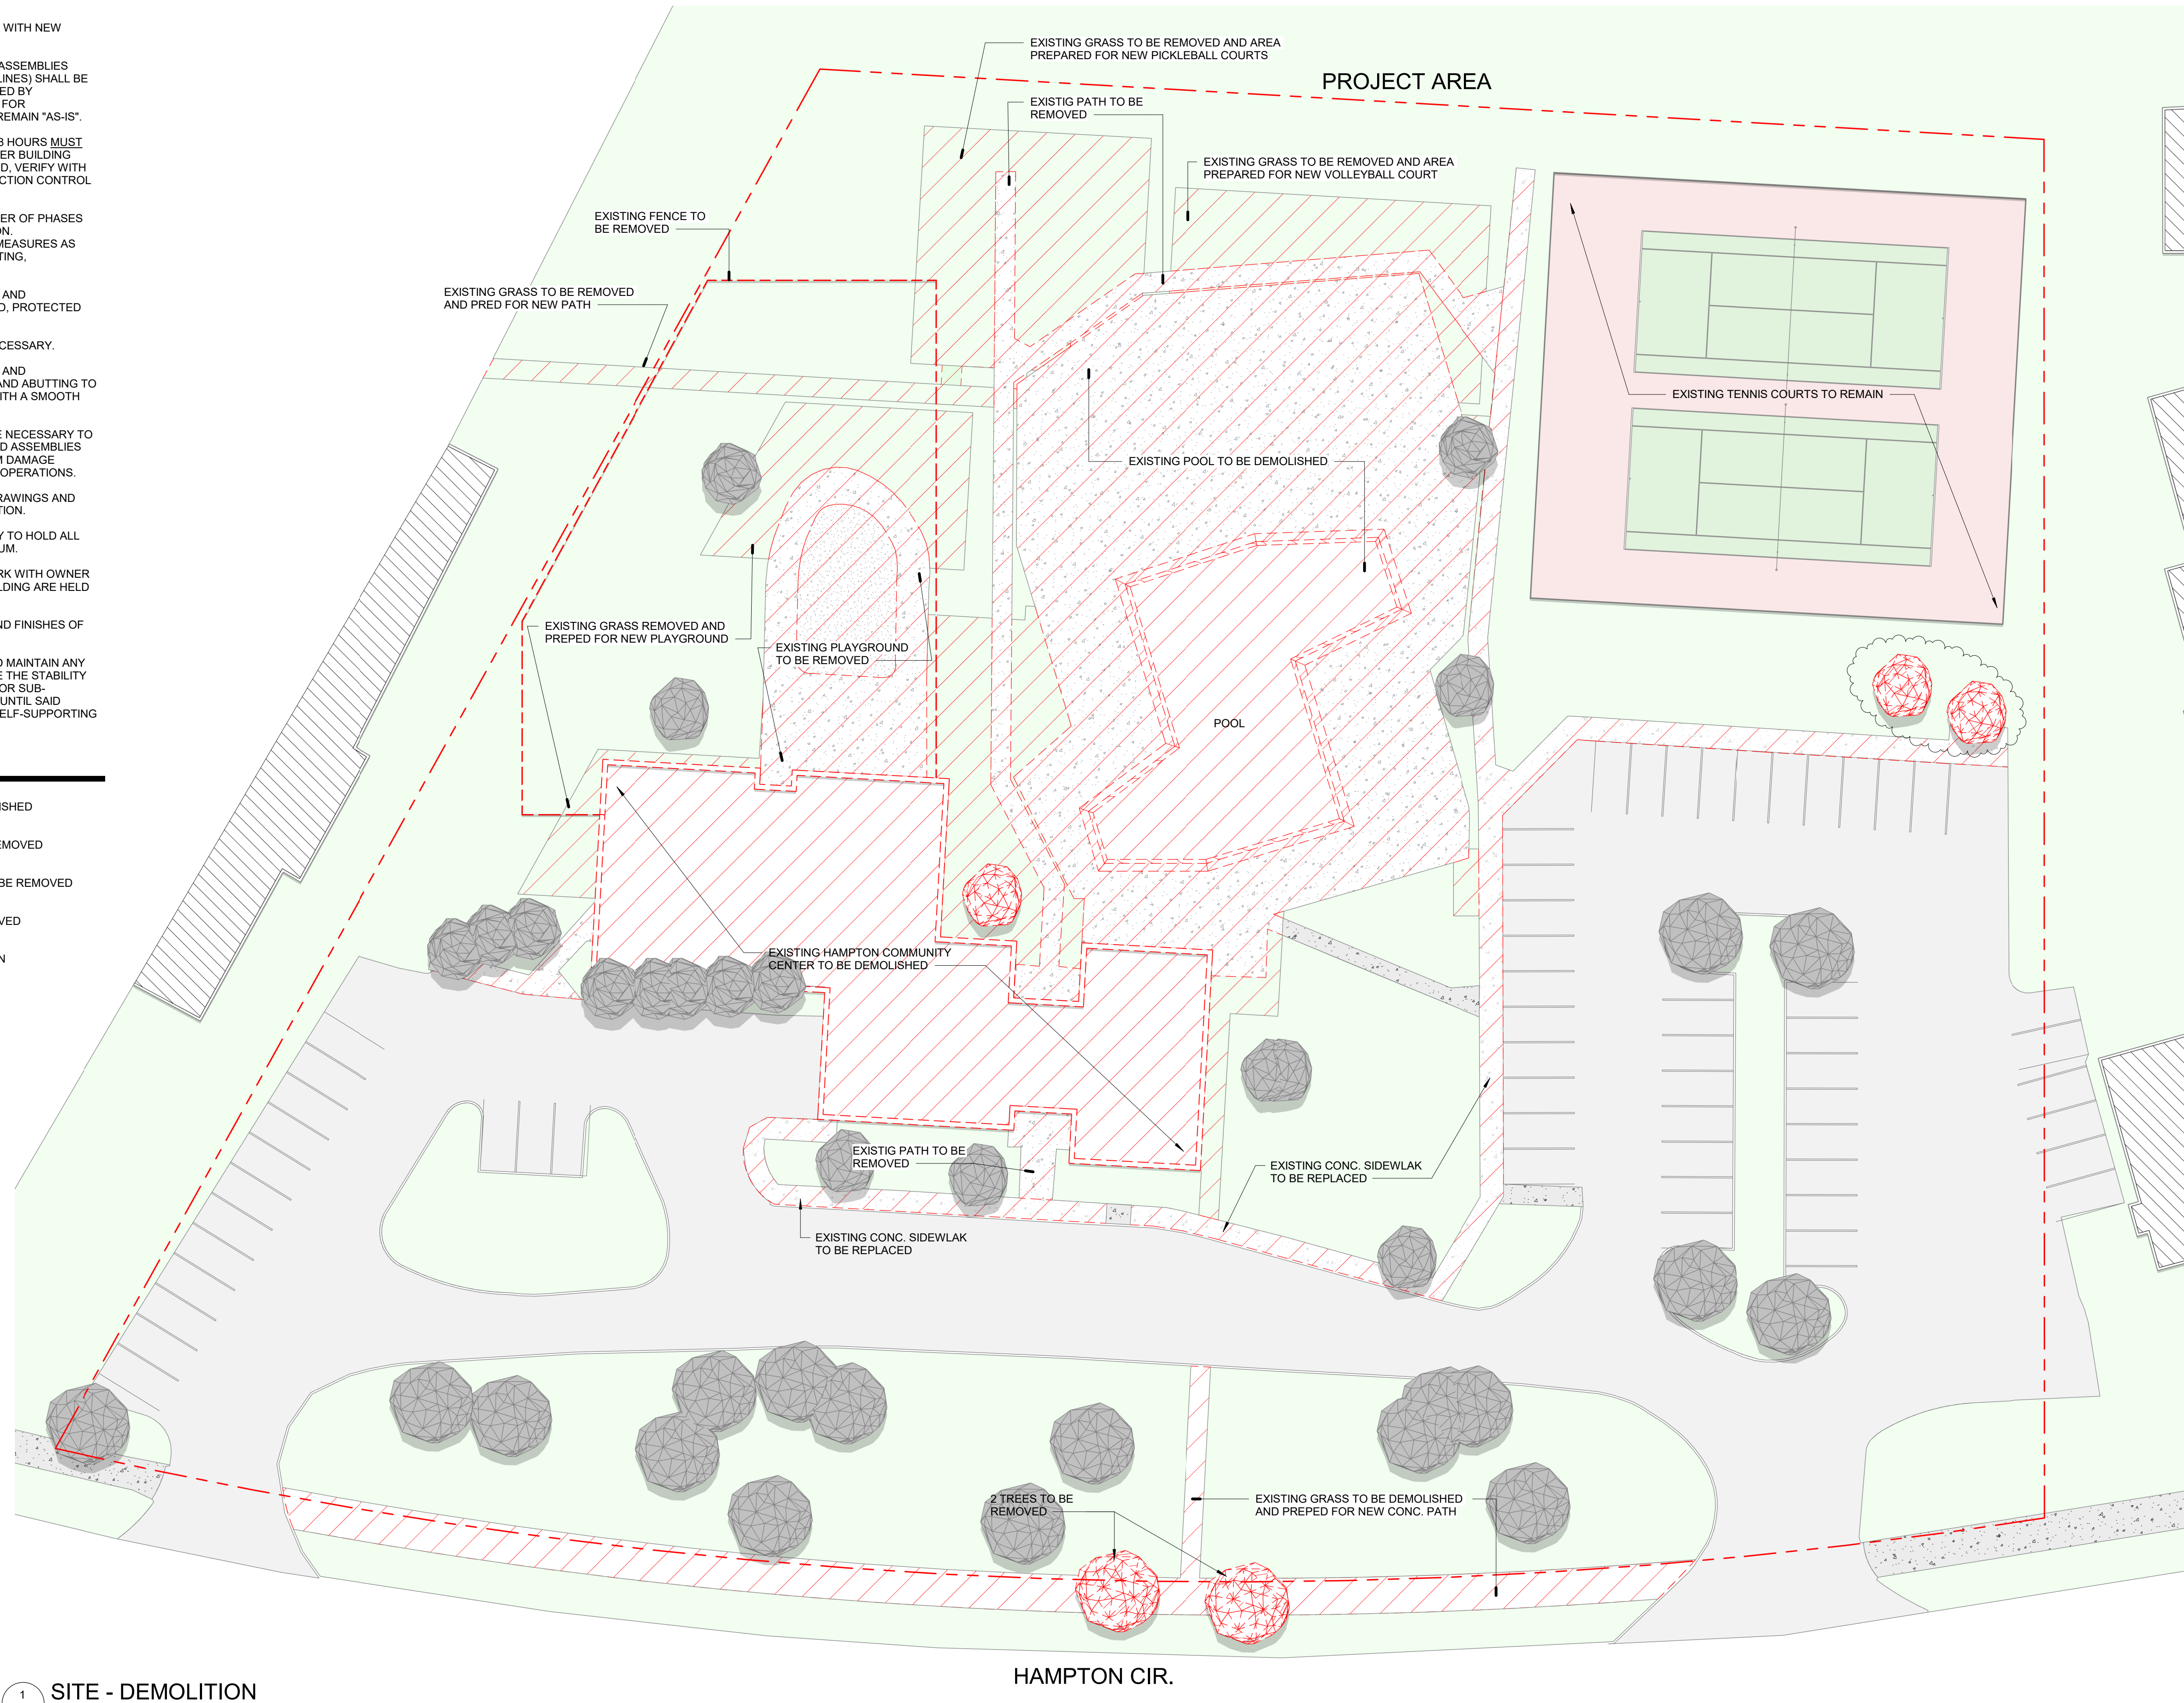 WITH NEW
ASSEMBLIES
LINES) SHALL BE
ED BY
FOR
REMAIN "AS-IS".
8 HOURS MUST
ER BUILDING
D, VERIFY WITH
CTION CONTROL
ER OF PHASES
ON.
MEASURES AS
TING,
AND
D, PROTECTED
CESSARY.
AND
AND ABUTTING TO
ITH A SMOOTH
E NECESSARY TO
D ASSEMBLIES
M DAMAGE
OPERATIONS.
RAWINGS AND
TION.
Y TO HOLD ALL
UM.
RK WITH OWNER
LDING ARE HELD
ND FINISHES OF
O MAINTAIN ANY
E THE STABILITY
OR SUB-
UNTIL SAID
ELF-SUPPORTING
ISHED
EMOVED
BE REMOVED
VED
N
PROJECT AREA
EXISTING GRASS TO BE REMOVED AND AREA
PREPARED FOR NEW PICKLEBALL COURTS
EXISTIG PATH TO BE
REMOVED
EXISTING GRASS TO BE REMOVED AND AREA
PREPARED FOR NEW VOLLEYBALL COURT
EXISTING FENCE TO
BE REMOVED
EXISTING GRASS TO BE REMOVED
AND PRED FOR NEW PATH
EXISTING TENNIS COURTS TO REMAIN
EXISTING POOL TO BE DEMOLISHED
EXISTING GRASS REMOVED AND
PREPED FOR NEW PLAYGROUND
EXISTING PLAYGROUND
TO BE REMOVED
POOL
EXISTING HAMPTON COMMUNITY
CENTER TO BE DEMOLISHED
EXISTIG PATH TO BE
REMOVED
EXISTING CONC. SIDEWLAK
TO BE REPLACED
EXISTING CONC. SIDEWLAK
TO BE REPLACED
2 TREES TO BE
REMOVED
EXISTING GRASS TO BE DEMOLISHED
AND PREPED FOR NEW CONC. PATH
HAMPTON CIR.
1 SITE - DEMOLITION